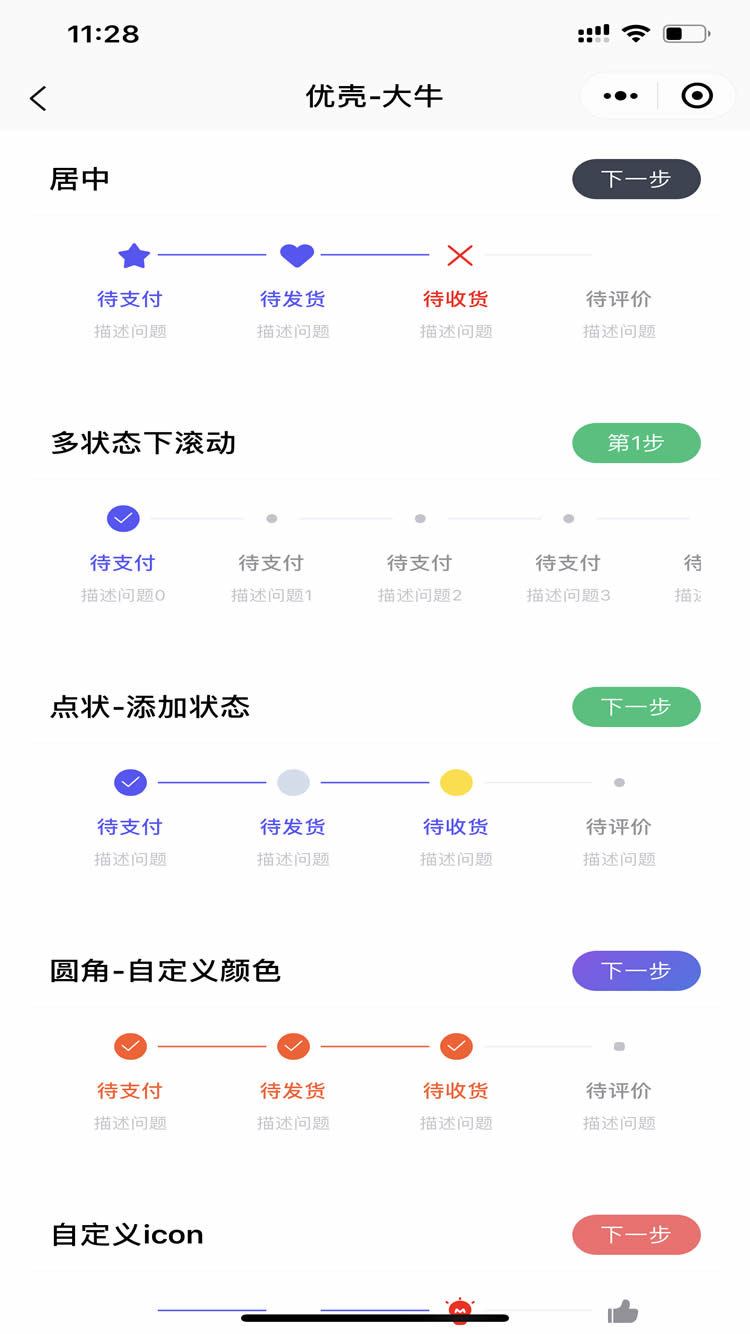 11:28
优壳-大牛
居中
下一步
待支付 待发货 待收货 待评价
描述问题 描述问题 描述问题 描述问题
多状态下滚动
第1步
待支付 待支付 待支付 待支付 待
描述问题0 描述问题1 描述问题2 描述问题3 描述
点状-添加状态
下一步
待支付 待发货 待收货 待评价
描述问题 描述问题 描述问题 描述问题
圆角-自定义颜色
下一步
待支付 待发货 待收货 待评价
描述问题 描述问题 描述问题 描述问题
自定义icon
下一步